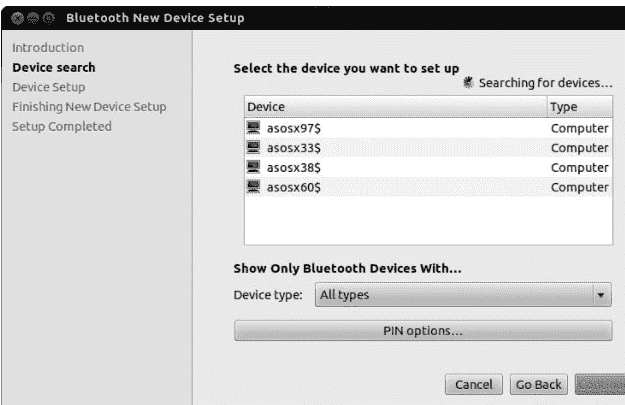 Bluetooth New Device Setup
Introduction
Device search
Device Setup
Finishing New Device Setup
Setup Completed
Select the device you want to set up
Searching for devices...
Device Type
asosx97$ Computer
asosx33$ Computer
asosx38$ Computer
asosx60$ Computer
Show Only Bluetooth Devices With...
Device type: All types
PIN options...
Cancel Go Back